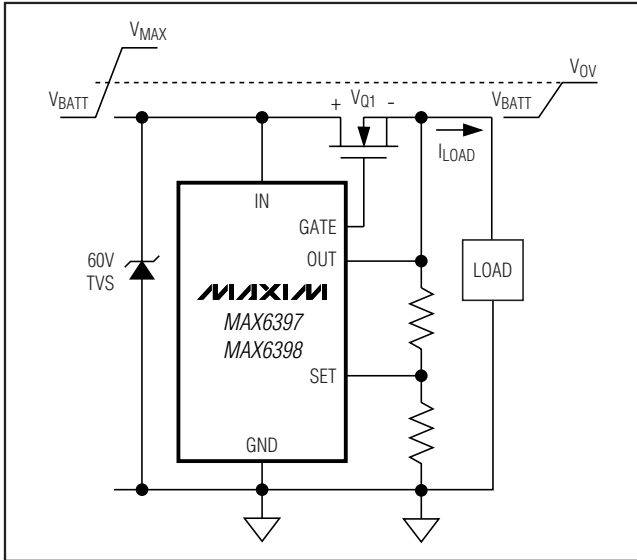 VMAX
VOV
VBATT
+ VQ1 -
VBATT
ILOAD
IN
GATE
60V
TVS
OUT
LOAD
MAXIM
MAX6397
MAX6398
SET
GND